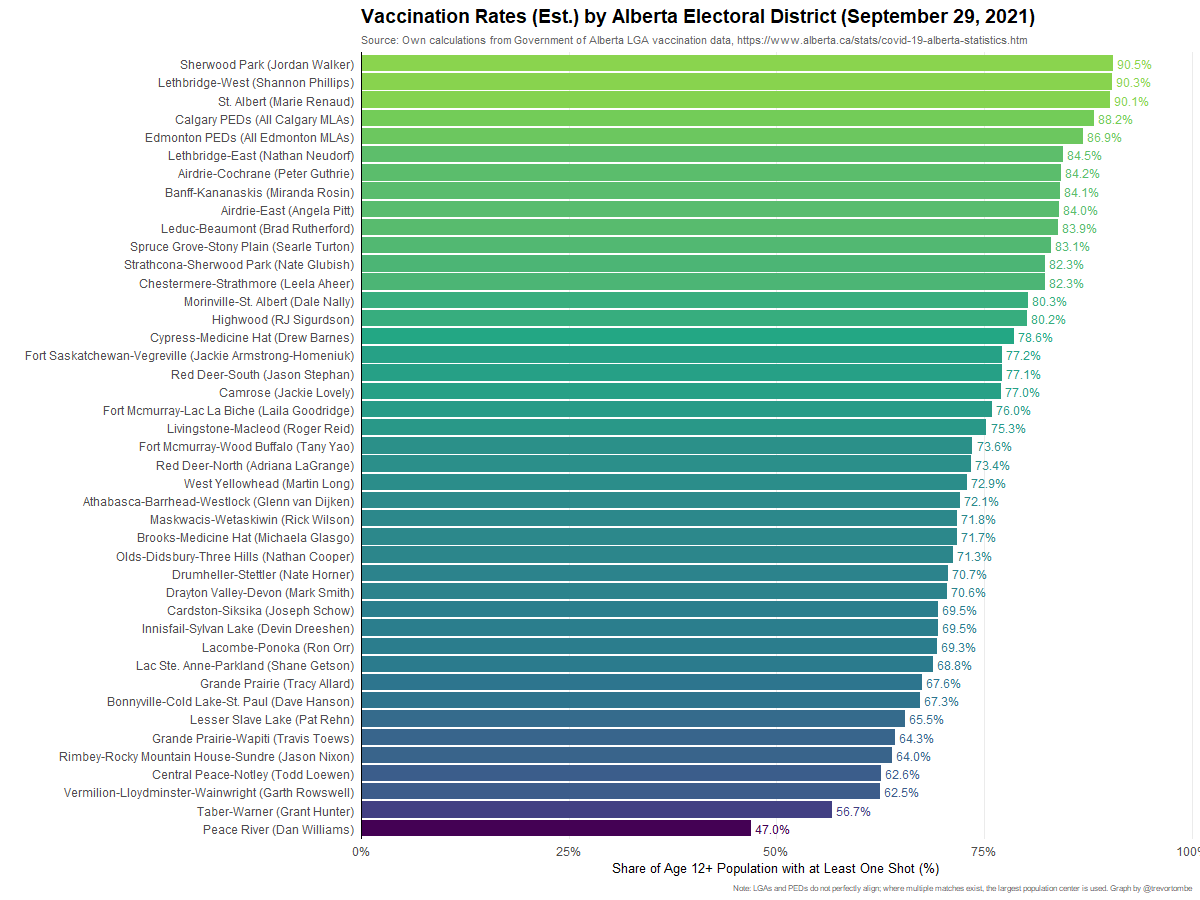 Vaccination Rates (Est.) by Alberta Electoral District (September 29, 2021)
Source: Own calculations from Government of Alberta LGA vaccination data, https://www.alberta.ca/stats/covid-19-alberta-statistics.htm
Sherwood Park (Jordan Walker) 90.5%
Lethbridge-West (Shannon Phillips) 90.3%
St. Albert (Marie Renaud) 90.1%
Calgary PEDs (All Calgary MLAs) 88.2%
Edmonton PEDs (All Edmonton MLAs) 86.9%
Lethbridge-East (Nathan Neudorf) 84.5%
Airdrie-Cochrane (Peter Guthrie) 84.2%
Banff-Kananaskis (Miranda Rosin) 84.1%
Airdrie-East (Angela Pitt) 84.0%
Leduc-Beaumont (Brad Rutherford) 83.9%
Spruce Grove-Stony Plain (Searle Turton) 83.1%
Strathcona-Sherwood Park (Nate Glubish) 82.3%
Chestermere-Strathmore (Leela Aheer) 82.3%
Morinville-St. Albert (Dale Nally) 80.3%
Highwood (RJ Sigurdson) 80.2%
Cypress-Medicine Hat (Drew Barnes) 78.6%
Fort Saskatchewan-Vegreville (Jackie Armstrong-Homeniuk) 77.2%
Red Deer-South (Jason Stephan) 77.1%
Camrose (Jackie Lovely) 77.0%
Fort Mcmurray-Lac La Biche (Laila Goodridge) 76.0%
Livingstone-Macleod (Roger Reid) 75.3%
Fort Mcmurray-Wood Buffalo (Tany Yao) 73.6%
Red Deer-North (Adriana LaGrange) 73.4%
West Yellowhead (Martin Long) 72.9%
Athabasca-Barrhead-Westlock (Glenn van Dijken) 72.1%
Maskwacis-Wetaskiwin (Rick Wilson) 71.8%
Brooks-Medicine Hat (Michaela Glasgo) 71.7%
Olds-Didsbury-Three Hills (Nathan Cooper) 71.3%
Drumheller-Stettler (Nate Horner) 70.7%
Drayton Valley-Devon (Mark Smith) 70.6%
Cardston-Siksika (Joseph Schow) 69.5%
Innisfail-Sylvan Lake (Devin Dreeshen) 69.5%
Lacombe-Ponoka (Ron Orr) 69.3%
Lac Ste. Anne-Parkland (Shane Getson) 68.8%
Grande Prairie (Tracy Allard) 67.6%
Bonnyville-Cold Lake-St. Paul (Dave Hanson) 67.3%
Lesser Slave Lake (Pat Rehn) 65.5%
Grande Prairie-Wapiti (Travis Toews) 64.3%
Rimbey-Rocky Mountain House-Sundre (Jason Nixon) 64.0%
Central Peace-Notley (Todd Loewen) 62.6%
Vermilion-Lloydminster-Wainwright (Garth Rowswell) 62.5%
Taber-Warner (Grant Hunter) 56.7%
Peace River (Dan Williams) 47.0%
0% 25% 50% 75% 100%
Share of Age 12+ Population with at Least One Shot (%)
Note: LGAs and PEDs do not perfectly align; where multiple matches exist, the largest population center is used. Graph by @trevortombe